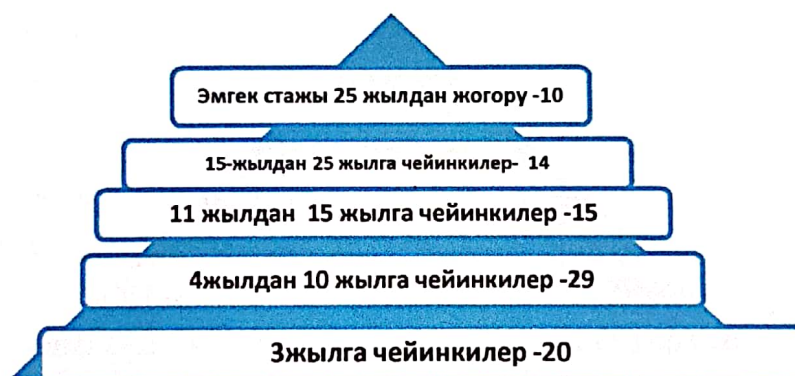 Эмгек стажы 25 жылдан жогору -10
15-жылдан 25 жылга чейинкилер- 14
11 жылдан 15 жылга чейинкилер -15
4жылдан 10 жылга чейинкилер -29
3жылга чейинкилер -20